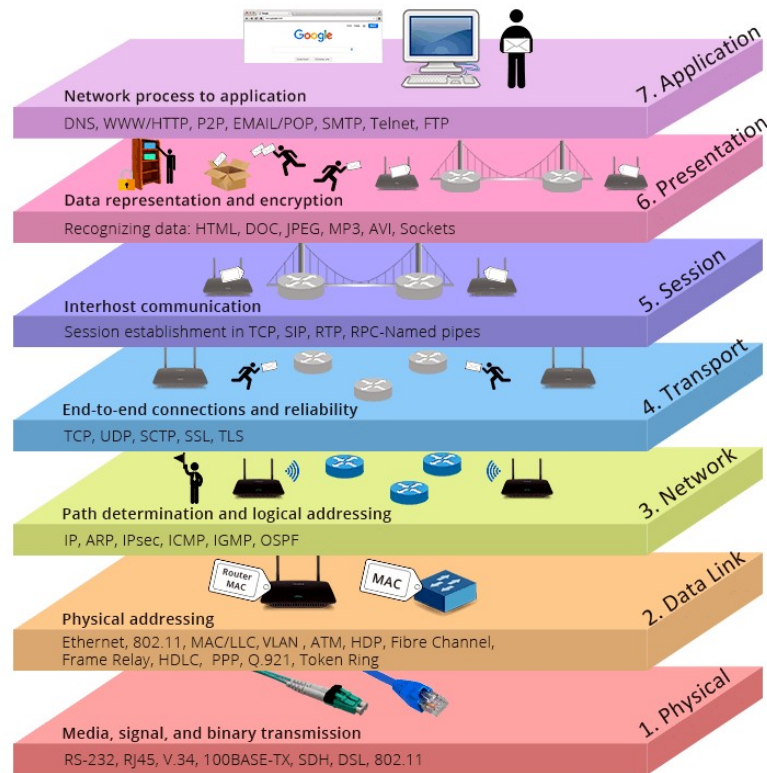 Google
7. Application
Network process to application
DNS, WWW/HTTP, P2P, EMAIL/POP, SMTP, Telnet, FTP
6. Presentation
Data representation and encryption
Recognizing data: HTML, DOC, JPEG, MP3, AVI, Sockets
5. Session
Interhost communication
Session establishment in TCP, SIP, RTP, RPC-Named pipes
4. Transport
End-to-end connections and reliability
TCP, UDP, SCTP, SSL, TLS
3. Network
Path determination and logical addressing
IP, ARP, IPsec, ICMP, IGMP, OSPF
Router
MAC
MAC
2. Data Link
Physical addressing
Ethernet, 802.11, MAC/LLC, VLAN , ATM, HDP, Fibre Channel,
Frame Relay, HDLC, PPP, Q.921, Token Ring
1. Physical
Media, signal, and binary transmission
RS-232, RJ45, V.34, 100BASE-TX, SDH, DSL, 802.11